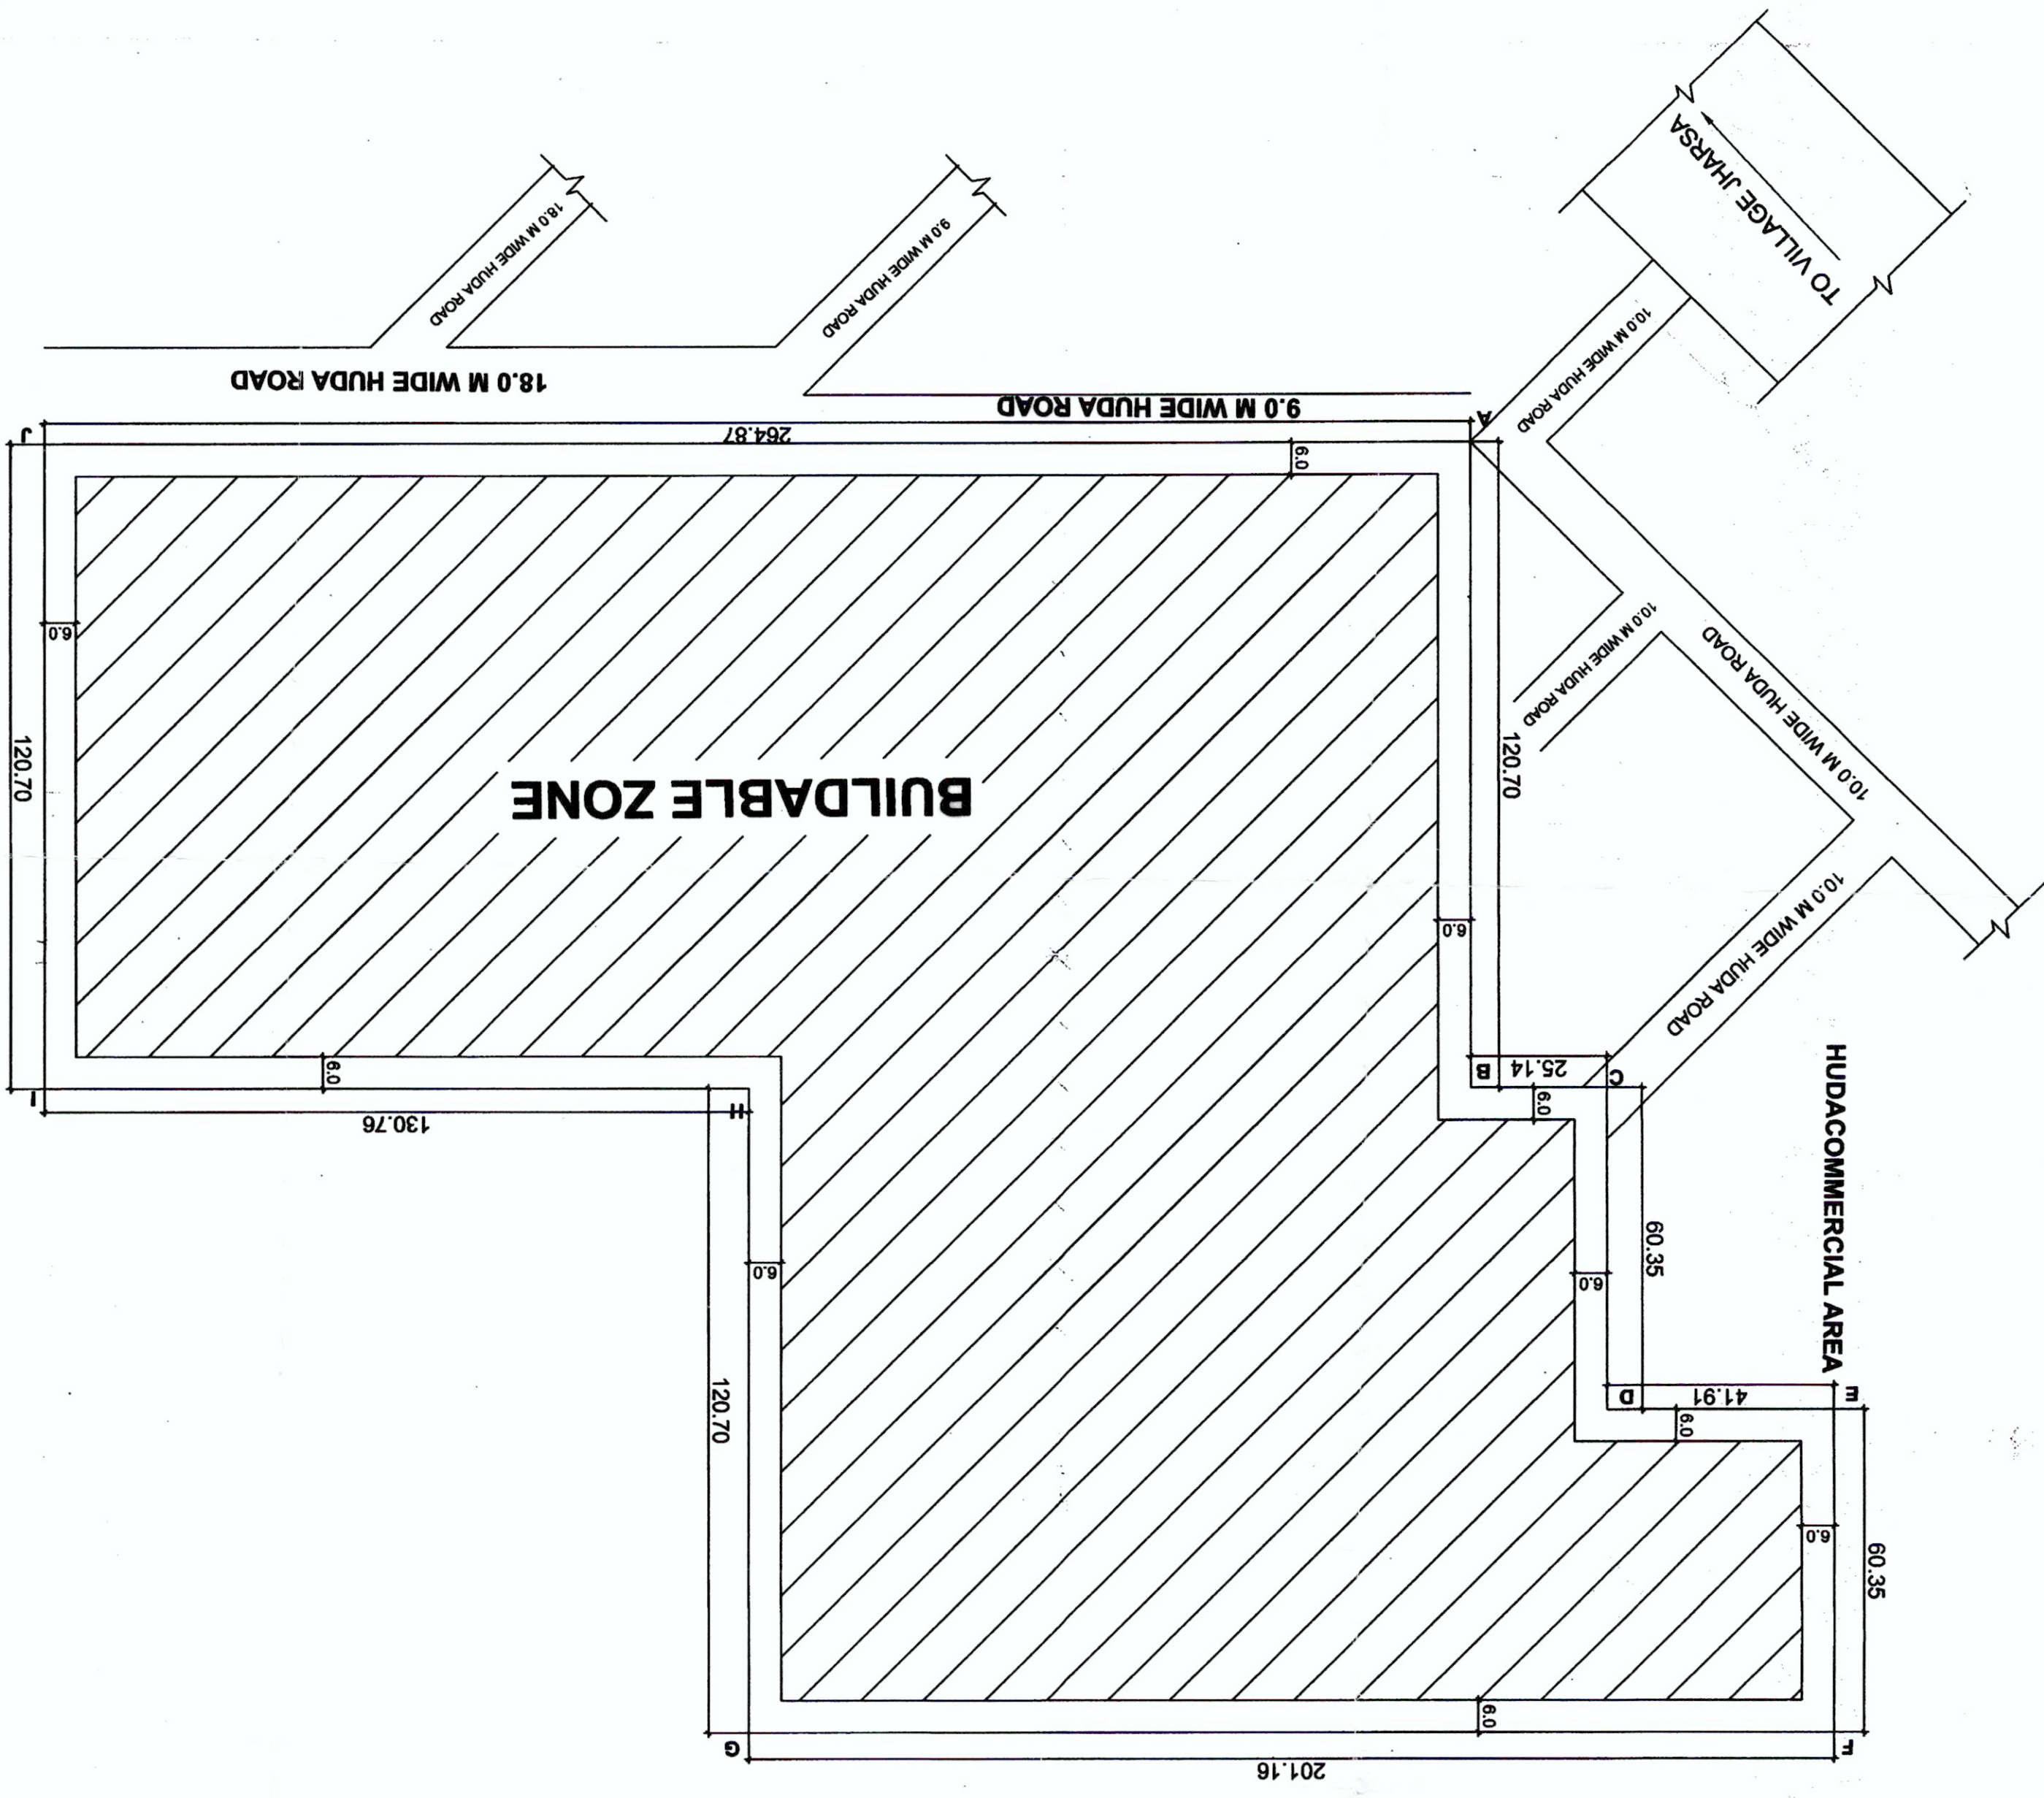 TO VILLAGE JHARSA
18.0 M WIDE HUDA ROAD
9.0 M WIDE HUDA ROAD
10.0 M WIDE HUDA ROAD
18.0 M WIDE HUDA ROAD
9.0 M WIDE HUDA ROAD
A
J
264.87
6.0
10.0 M WIDE HUDA ROAD
10.0 M WIDE HUDA ROAD
6.0
120.70
120.70
BUILDABLE ZONE
6.0
10.0 M WIDE HUDA ROAD
HUDACOMMERCIAL AREA
B
25.14
C
6.0
6.0
I
H
130.76
60.35
6.0
6.0
D
41.91
E
6.0
120.70
6.0
60.35
6.0
G
F
201.16